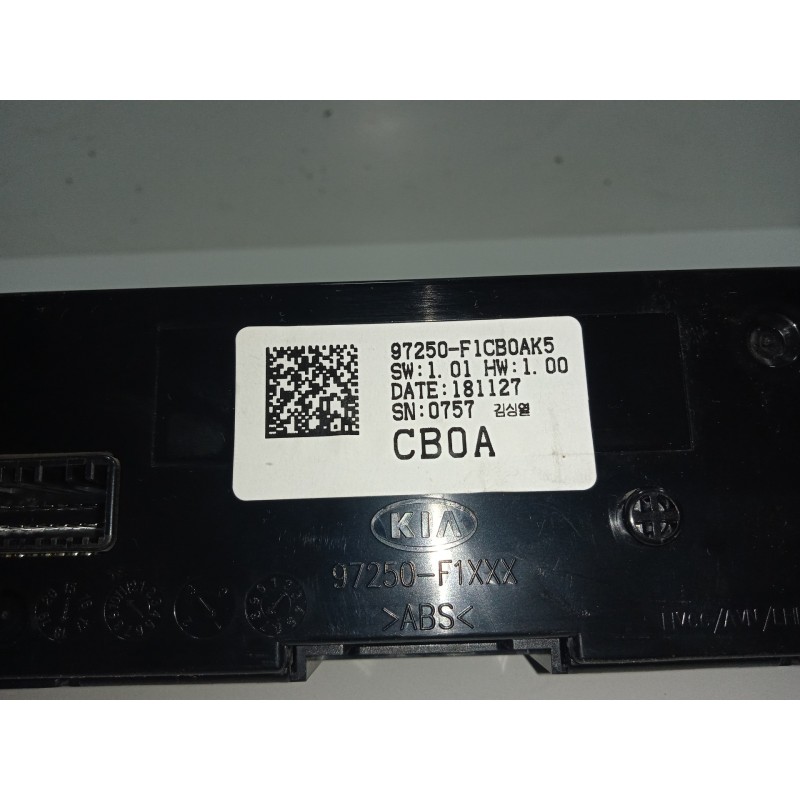 97250-F1CB0AK5
SW:1.01 HW:1.00
DATE:181127
SN:0757 김싱열
CB0A
KIA
97250-F1XXX
>ABS<